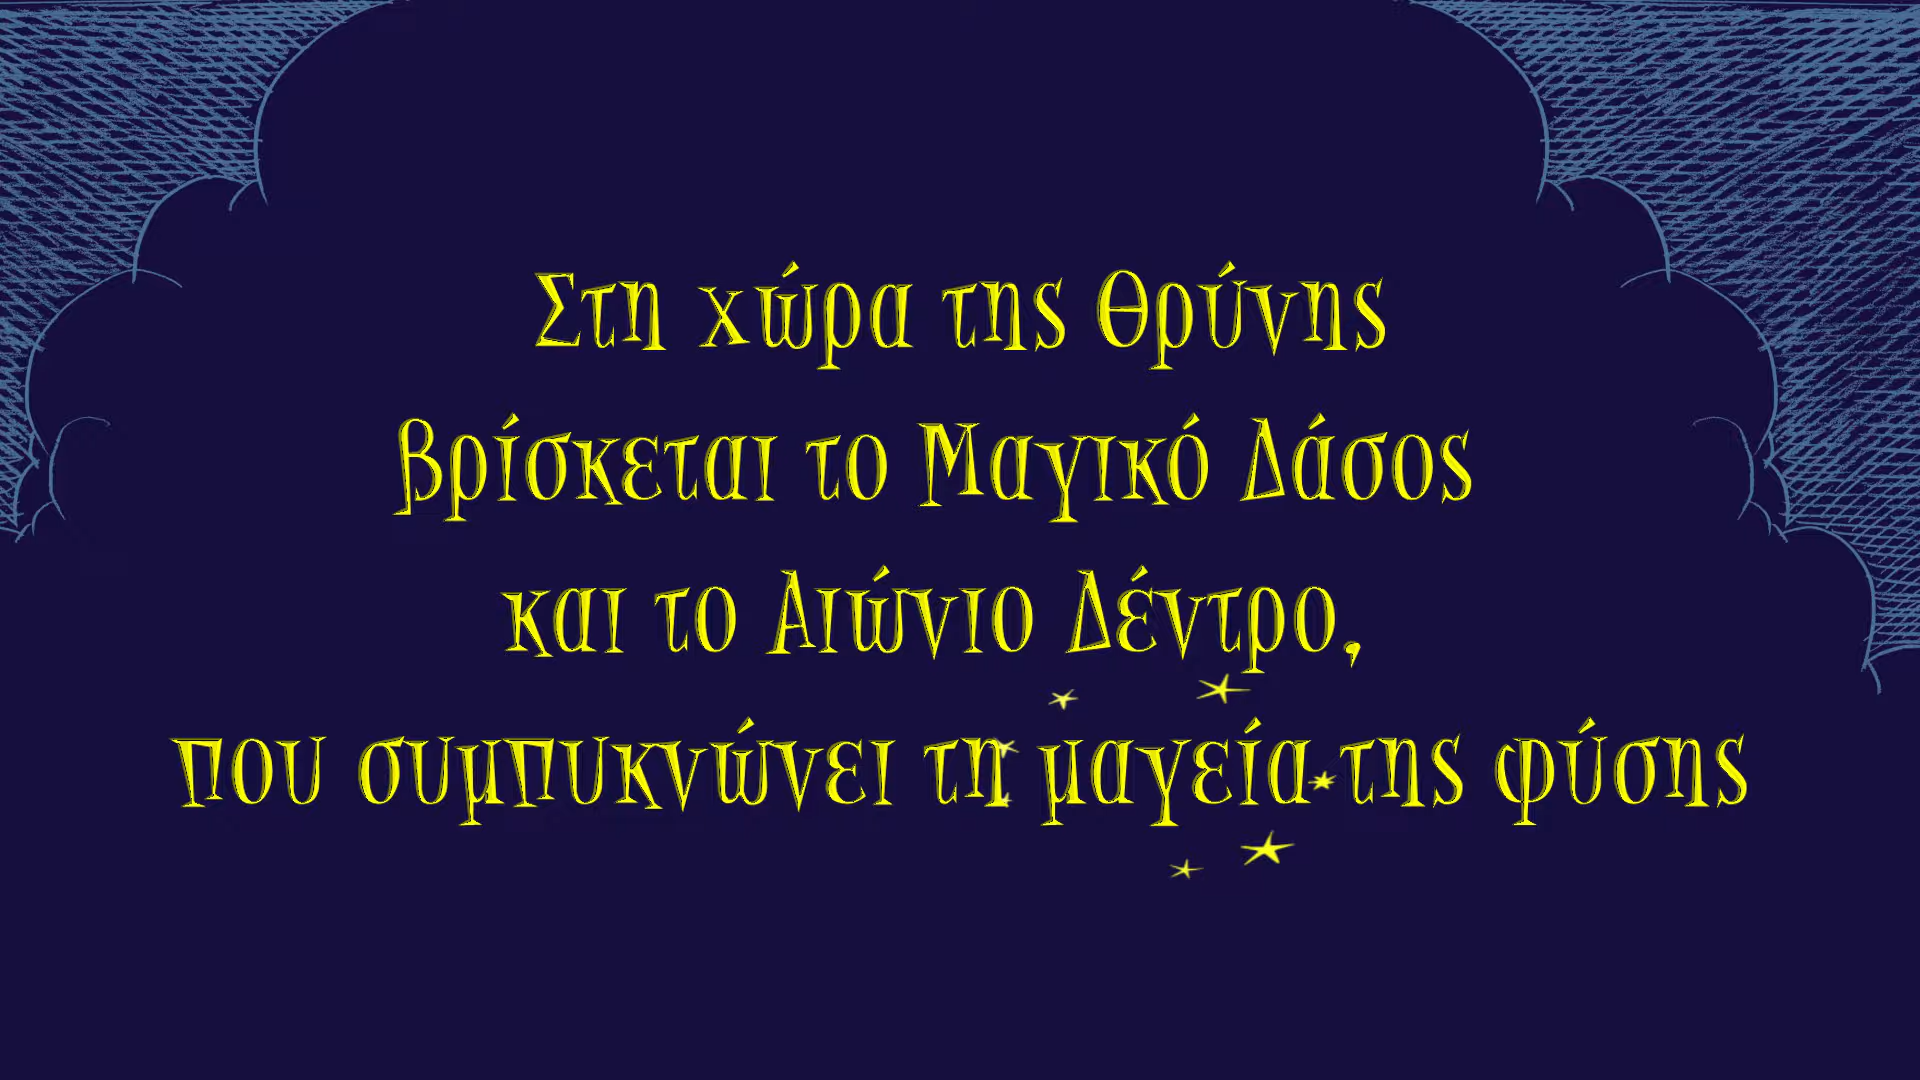 Στη χώρα της Θρύνης
βρίσκεται το Μαγικό Δάσος
και το Αιώνιο Δέντρο,
που συμπυκνώνει τη μαγεία της φύσης